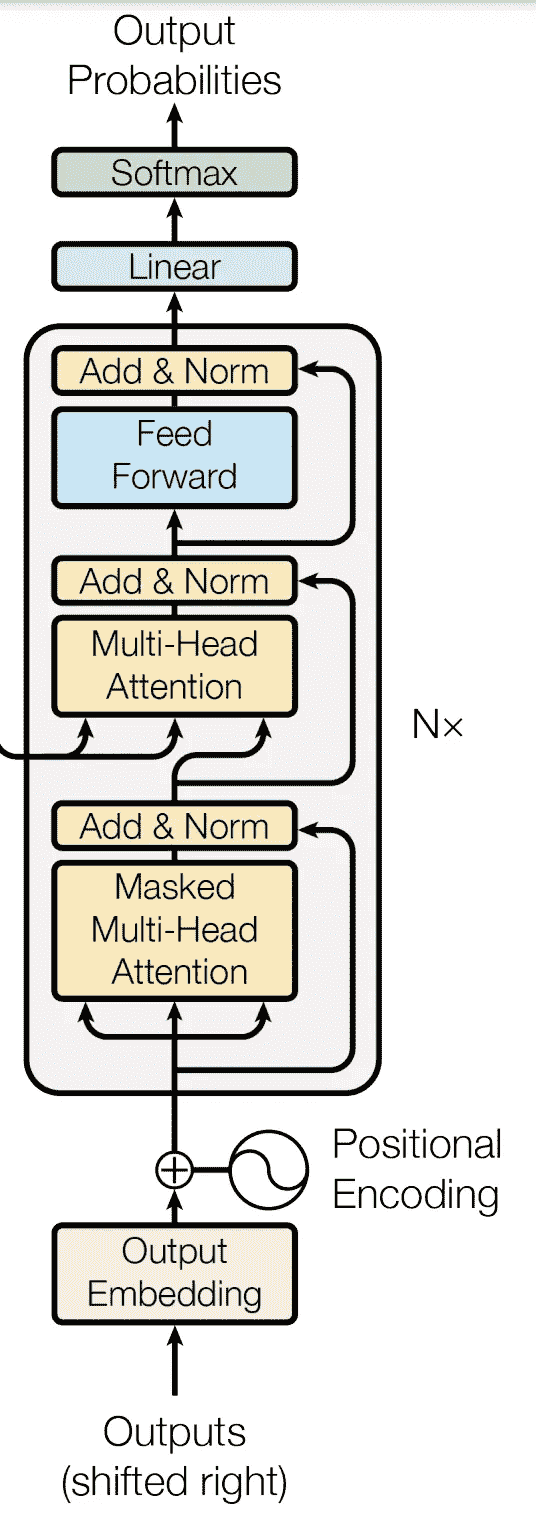 Output
Probabilities
Softmax
Linear
Add & Norm
Feed
Forward
Add & Norm
Multi-Head
Attention
N×
Add & Norm
Masked
Multi-Head
Attention
Positional
Encoding
Output
Embedding
Outputs
(shifted right)